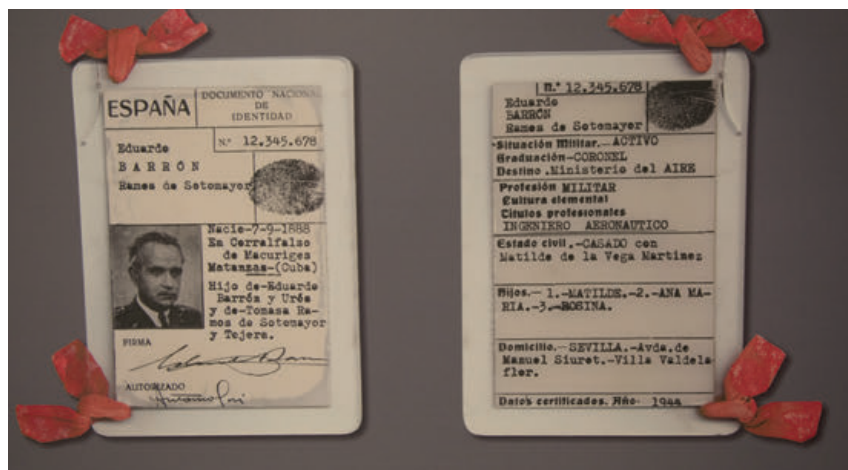 ESPAÑA
DOCUMENTO NACIONAL
DE
IDENTIDAD
Nº 12.345.678
Eduardo
BARRÓN
Ramos de Sotomayor
Nacio-7-9-1888
En Cerralfalso
de Macuriges
Matanzas-(Cuba)
Hijo de-Eduardo
Barrón y Urés
y de-Tomasa Ra-
mos de Sotomayor
y Tejera.
FIRMA
AUTORIZADO
n.º 12.345.678
Eduardo
BARRÓN
Ramos de Sotomayor
Situación Militar.-ACTIVO
Graduación-CORONEL
Destino.Ministerio del AIRE
Profesión MILITAR
Cultura elemental
Títulos profesionales
INGENIERO AERONAUTICO
Estado civil.-CASADO con
Matilde de la Vega Martinez
Hijos.- 1.-MATILDE.-2.-ANA MA-
RIA.-3.-ROSINA.
Domicilio.-SEVILLA.-Avda.de
Manuel Siurot.-Villa Valdela-
flor.
Datos certificados. Año- 1944